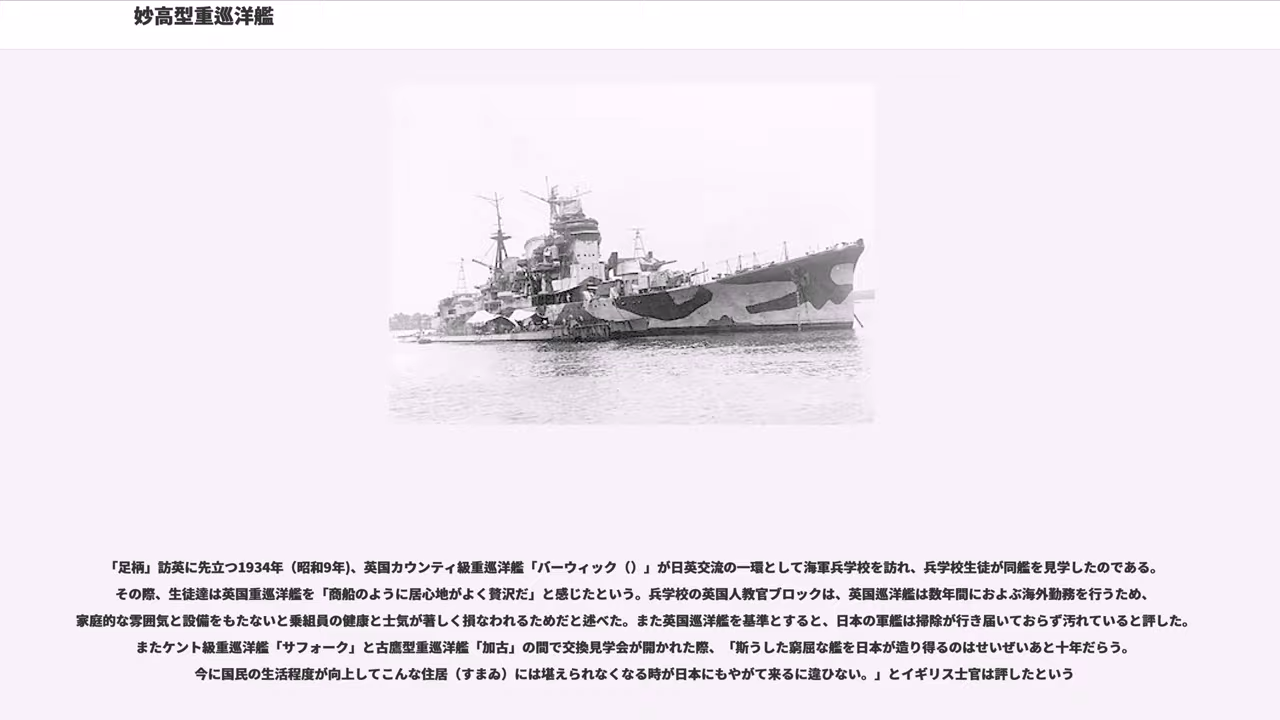 妙高型重巡洋艦
「足柄」訪英に先立つ1934年（昭和9年)、英国カウンティ級重巡洋艦「バーウィック（）」が日英交流の一環として海軍兵学校を訪れ、兵学校生徒が同艦を見学したのである。
その際、生徒達は英国重巡洋艦を「商船のように居心地がよく贅沢だ」と感じたという。兵学校の英国人教官ブロックは、英国巡洋艦は数年間におよぶ海外勤務を行うため、
家庭的な雰囲気と設備をもたないと乗組員の健康と士気が著しく損なわれるためだと述べた。また英国巡洋艦を基準とすると、日本の軍艦は掃除が行き届いておらず汚れていると評した。
またケント級重巡洋艦「サフォーク」と古鷹型重巡洋艦「加古」の間で交換見学会が開かれた際、「斯うした窮屈な艦を日本が造り得るのはせいぜいあと十年だらう。
今に国民の生活程度が向上してこんな住居（すまゐ）には堪えられなくなる時が日本にもやがて来るに違ひない。」とイギリス士官は評したという